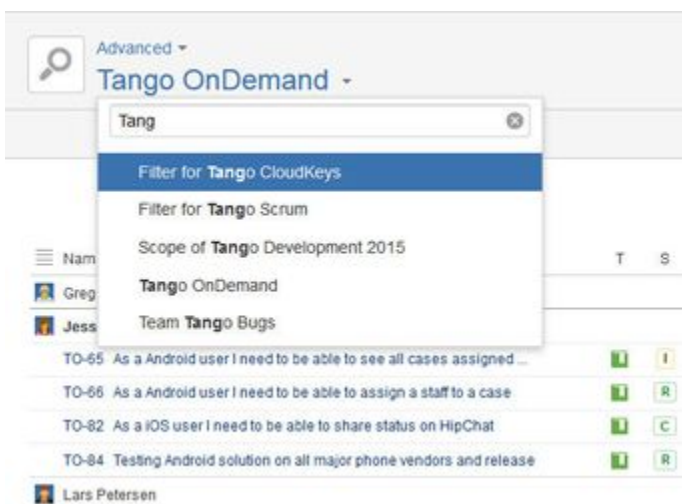 Advanced
Tango OnDemand
Tang
Filter for Tango CloudKeys
Filter for Tango Scrum
Scope of Tango Development 2015
Tango OnDemand
Team Tango Bugs
Nam T S
Greg
Jess
TO-65 As a Android user I need to be able to see all cases assigned ... I
TO-66 As a Android user I need to be able to assign a staff to a case R
TO-82 As a iOS user I need to be able to share status on HipChat C
TO-84 Testing Android solution on all major phone vendors and release R
Lars Petersen